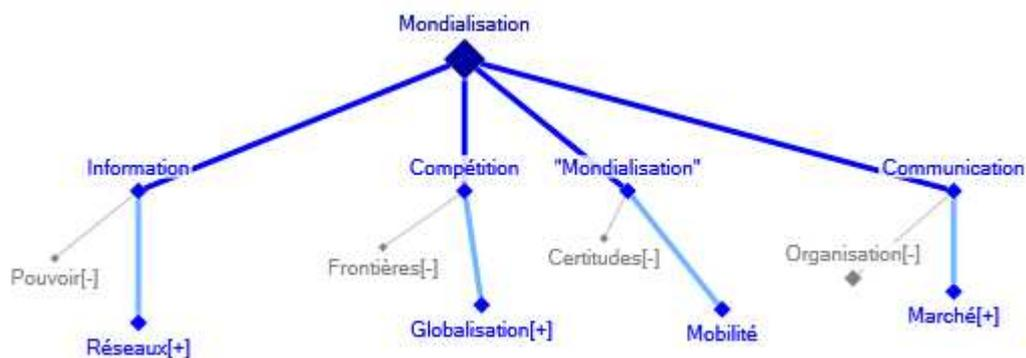 Mondialisation
Information
Compétition
"Mondialisation"
Communication
Pouvoir[-]
Frontières[-]
Certitudes[-]
Organisation[-]
Réseaux[+]
Globalisation[+]
Mobilité
Marché[+]